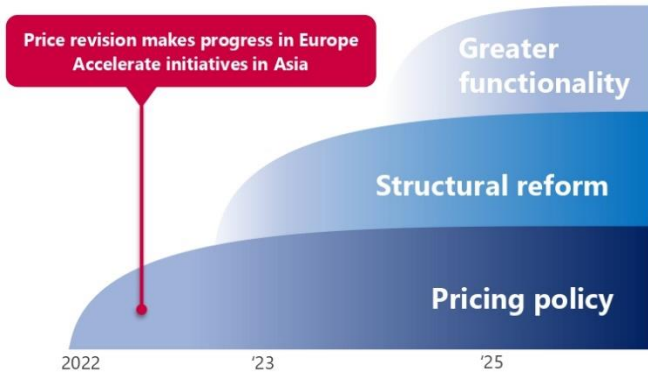 Price revision makes progress in Europe
Accelerate initiatives in Asia
Greater
functionality
Structural reform
Pricing policy
2022
'23
'25